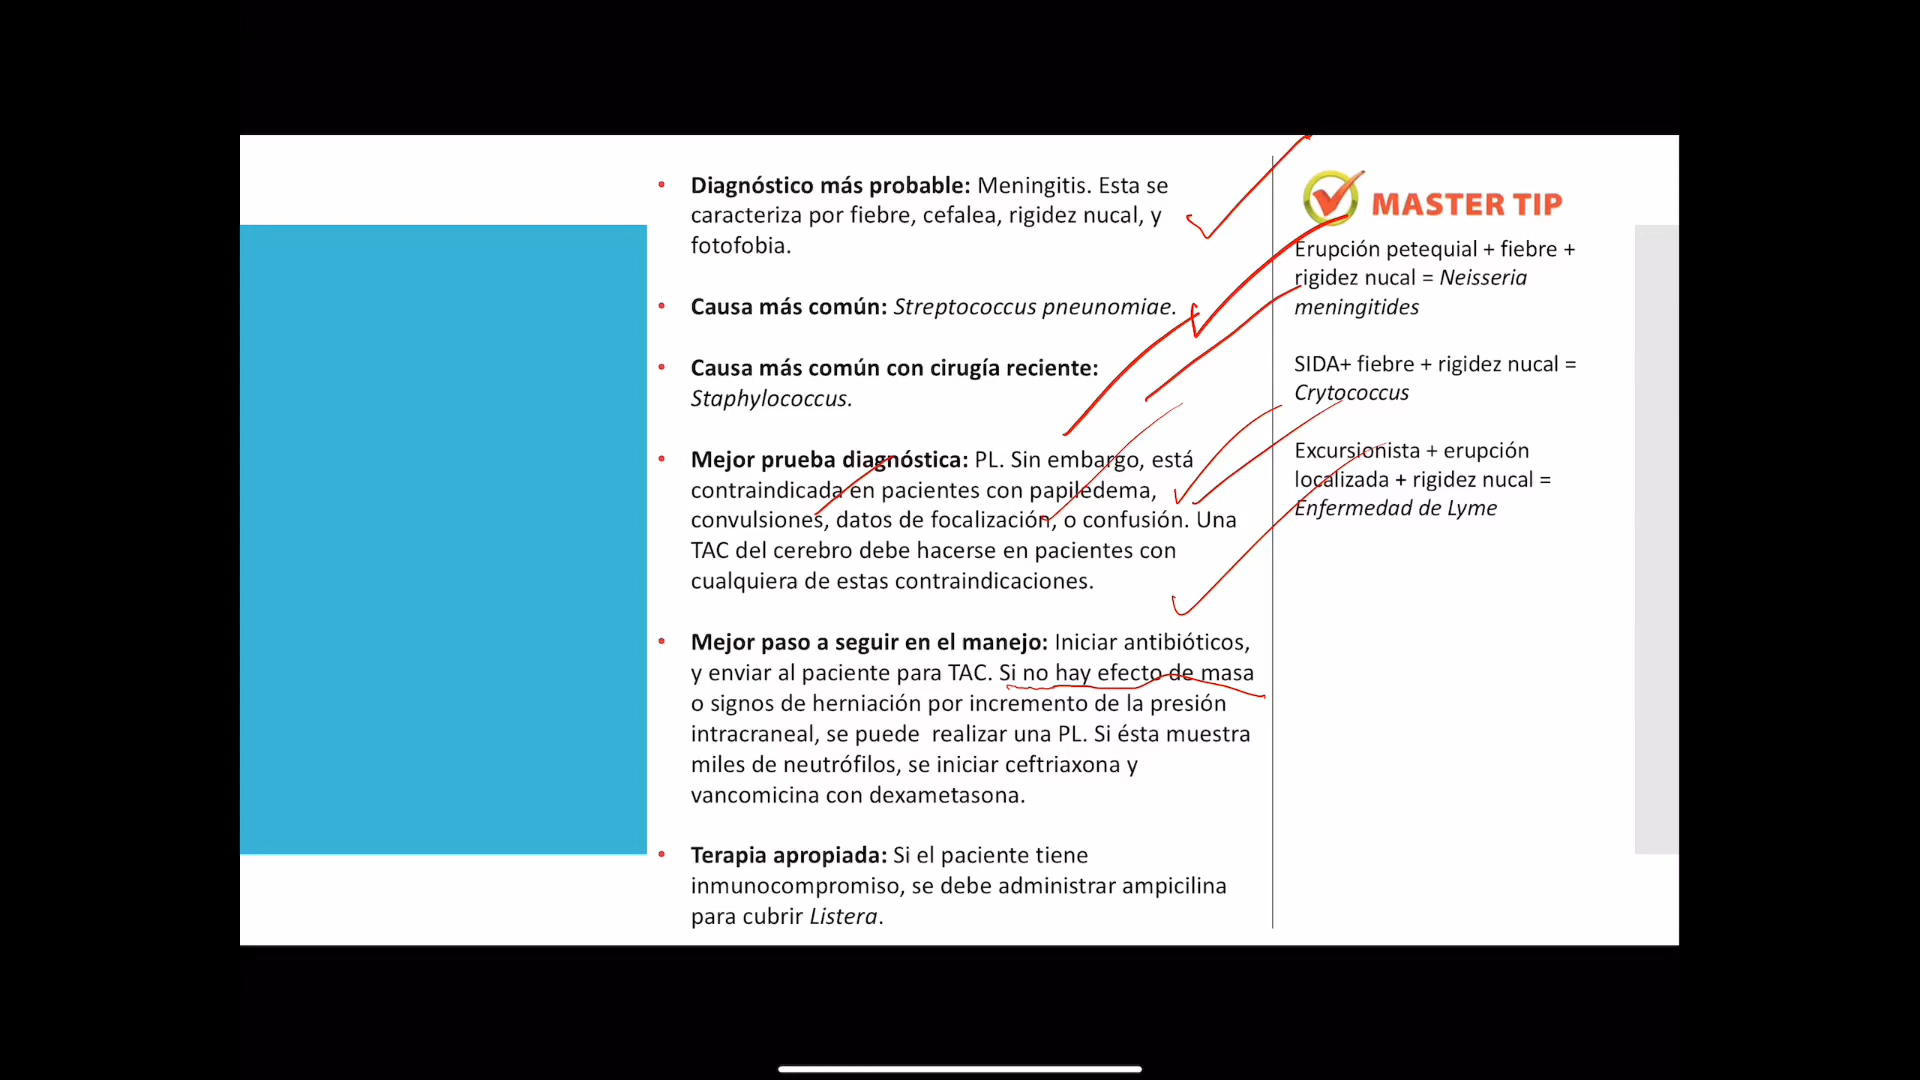 • Diagnóstico más probable: Meningitis. Esta se
caracteriza por fiebre, cefalea, rigidez nucal, y
fotofobia.
• Causa más común: Streptococcus pneunomiae.
• Causa más común con cirugía reciente:
Staphylococcus.
• Mejor prueba diagnóstica: PL. Sin embargo, está
contraindicada en pacientes con papiledema,
convulsiones, datos de focalización, o confusión. Una
TAC del cerebro debe hacerse en pacientes con
cualquiera de estas contraindicaciones.
• Mejor paso a seguir en el manejo: Iniciar antibióticos,
y enviar al paciente para TAC. Si no hay efecto de masa
o signos de herniación por incremento de la presión
intracraneal, se puede realizar una PL. Si ésta muestra
miles de neutrófilos, se iniciar ceftriaxona y
vancomicina con dexametasona.
• Terapia apropiada: Si el paciente tiene
inmunocompromiso, se debe administrar ampicilina
para cubrir Listera.
MASTER TIP
Erupción petequial + fiebre +
rigidez nucal = Neisseria
meningitides
SIDA+ fiebre + rigidez nucal =
Crytococcus
Excursionista + erupción
localizada + rigidez nucal =
Enfermedad de Lyme